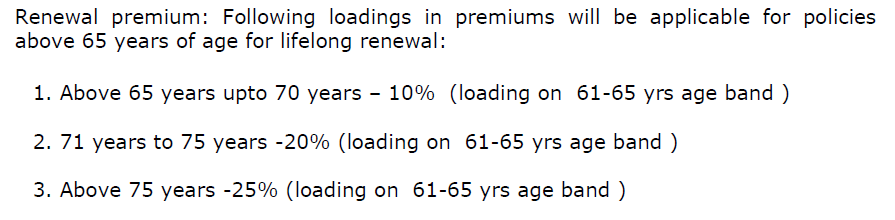 Renewal premium: Following loadings in premiums will be applicable for policies
above 65 years of age for lifelong renewal:
1. Above 65 years upto 70 years – 10% (loading on 61-65 yrs age band )
2. 71 years to 75 years -20% (loading on 61-65 yrs age band )
3. Above 75 years -25% (loading on 61-65 yrs age band )